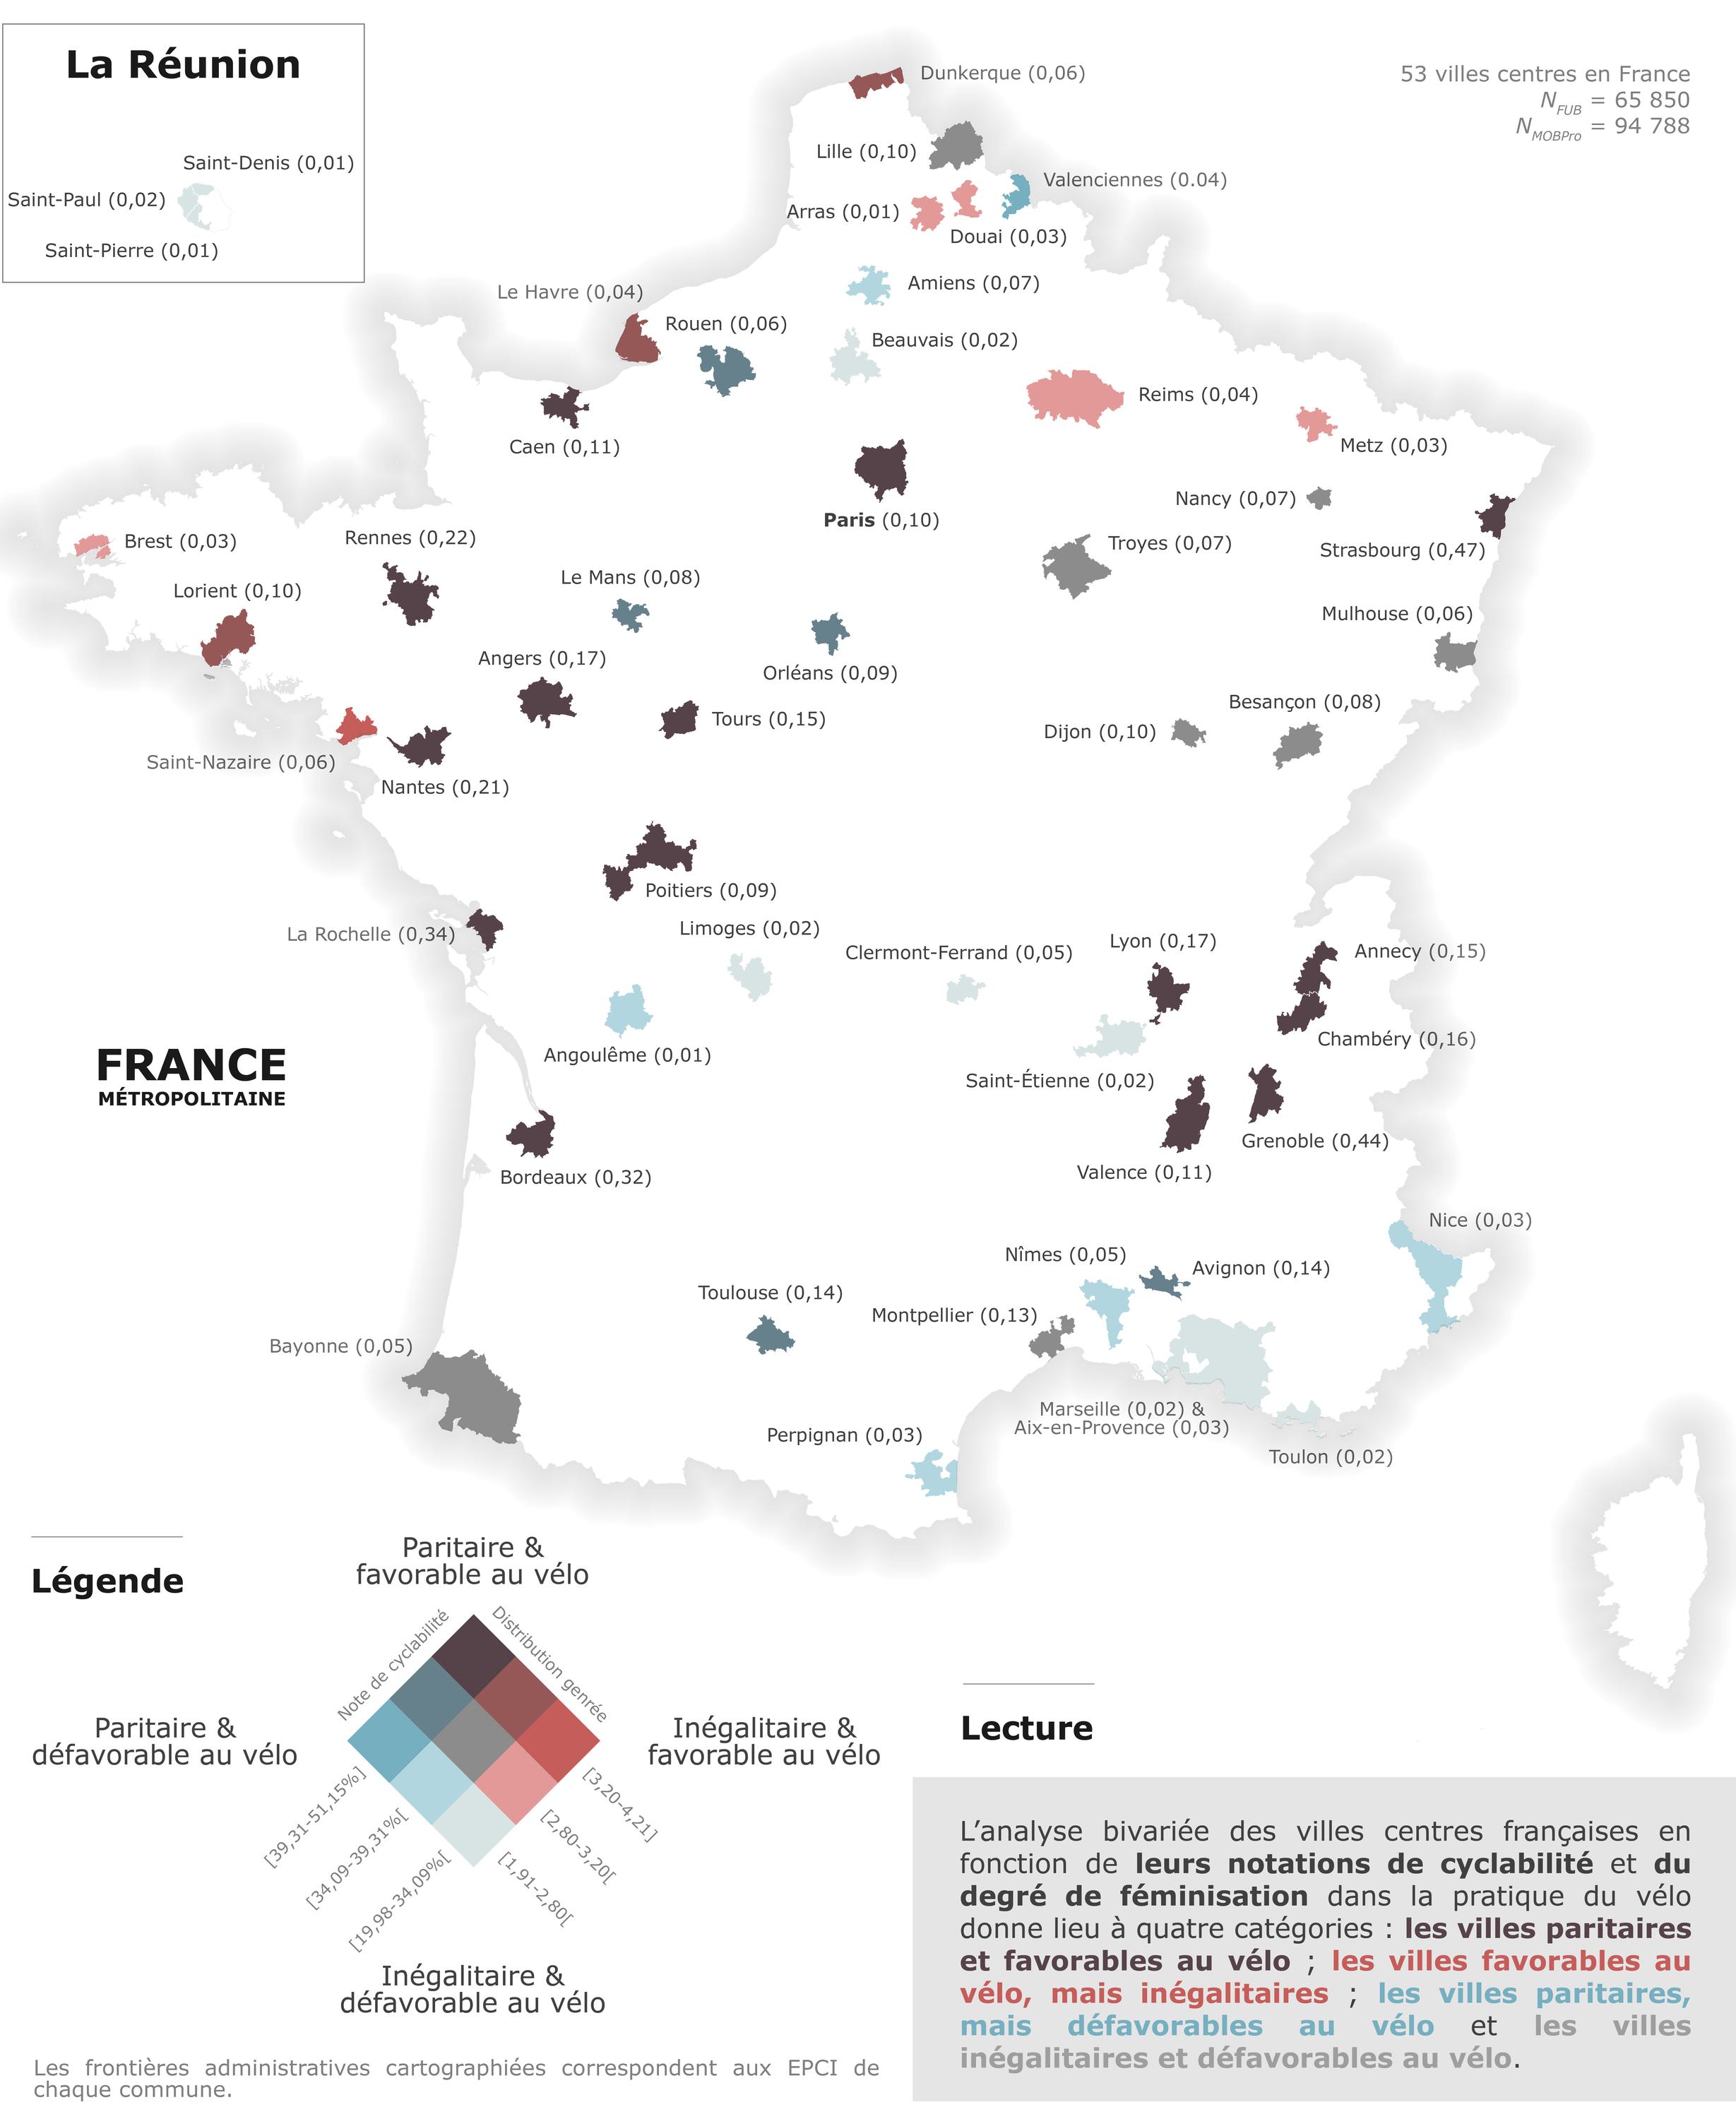 La Réunion
Saint-Denis (0,01)
Saint-Paul (0,02)
Saint-Pierre (0,01)
53 villes centres en France
N_FUB = 65 850
N_MOBPro = 94 788
Dunkerque (0,06)
Lille (0,10)
Valenciennes (0.04)
Arras (0,01)
Douai (0,03)
Amiens (0,07)
Le Havre (0,04)
Rouen (0,06)
Beauvais (0,02)
Reims (0,04)
Caen (0,11)
Metz (0,03)
Nancy (0,07)
Paris (0,10)
Brest (0,03)
Rennes (0,22)
Troyes (0,07)
Strasbourg (0,47)
Lorient (0,10)
Le Mans (0,08)
Mulhouse (0,06)
Angers (0,17)
Orléans (0,09)
Besançon (0,08)
Tours (0,15)
Dijon (0,10)
Saint-Nazaire (0,06)
Nantes (0,21)
Poitiers (0,09)
La Rochelle (0,34)
Limoges (0,02)
Clermont-Ferrand (0,05)
Lyon (0,17)
Annecy (0,15)
Chambéry (0,16)
Angoulême (0,01)
FRANCE
MÉTROPOLITAINE
Saint-Étienne (0,02)
Grenoble (0,44)
Valence (0,11)
Bordeaux (0,32)
Nice (0,03)
Nîmes (0,05)
Avignon (0,14)
Toulouse (0,14)
Montpellier (0,13)
Bayonne (0,05)
Marseille (0,02) &
Aix-en-Provence (0,03)
Perpignan (0,03)
Toulon (0,02)
Légende
Paritaire &
favorable au vélo
Note de cyclabilité
Distribution genrée
Paritaire &
défavorable au vélo
Inégalitaire &
favorable au vélo
[39,31-51,15%]
[34,09-39,31%[
[19,98-34,09%[
[3,20-4,21]
[2,80-3,20[
[1,91-2,80[
Inégalitaire &
défavorable au vélo
Les frontières administratives cartographiées correspondent aux EPCI de
chaque commune.
Lecture
L’analyse bivariée des villes centres françaises en
fonction de leurs notations de cyclabilité et du
degré de féminisation dans la pratique du vélo
donne lieu à quatre catégories : les villes paritaires
et favorables au vélo ; les villes favorables au
vélo, mais inégalitaires ; les villes paritaires,
mais défavorables au vélo et les villes
inégalitaires et défavorables au vélo.